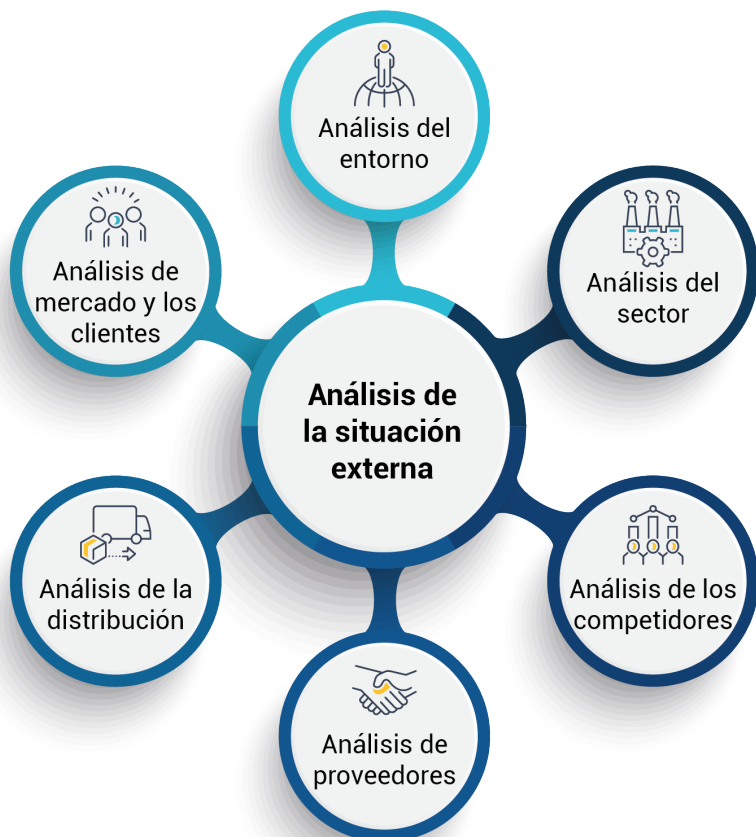 Análisis del
entorno
Análisis de
mercado y los
clientes
Análisis del
sector
Análisis de
la situación
externa
Análisis de la
distribución
Análisis de los
competidores
Análisis de
proveedores